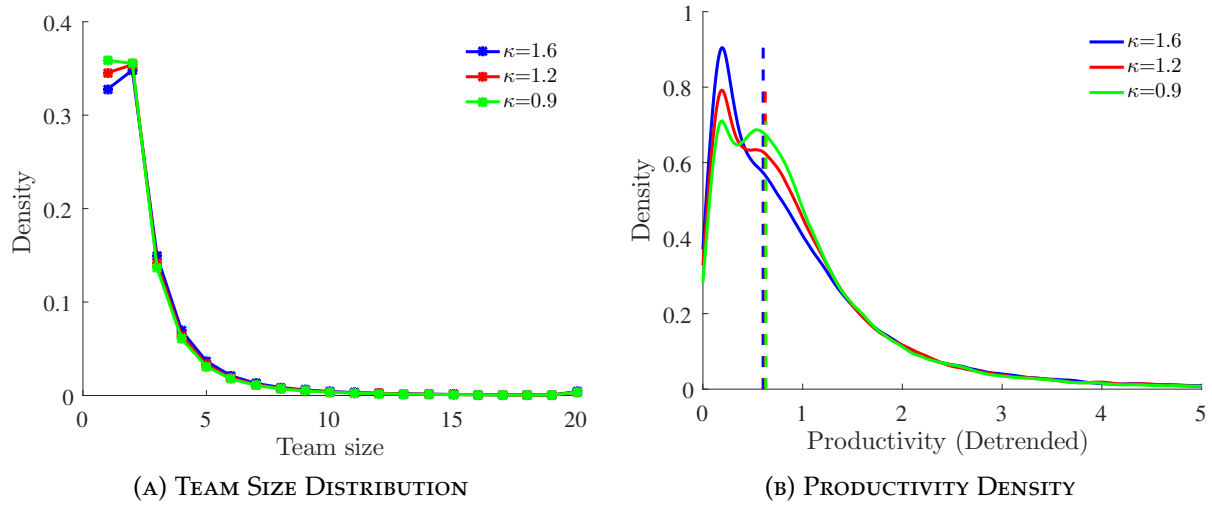 0.4
0.3
0.2
0.1
0
Density
0
5
10
15
20
Team size
κ=1.6
κ=1.2
κ=0.9
(A) TEAM SIZE DISTRIBUTION
1
0.8
0.6
0.4
0.2
0
Density
0
1
2
3
4
5
Productivity (Detrended)
κ=1.6
κ=1.2
κ=0.9
(B) PRODUCTIVITY DENSITY